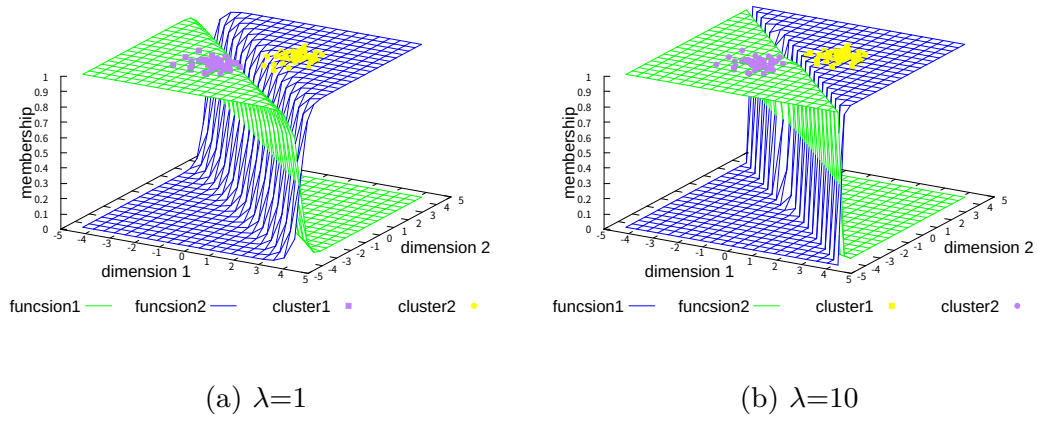 1
0.9
0.8
0.7
0.6
0.5
0.4
0.3
0.2
0.1
0
membership
-5 -4 -3 -2 -1 0 1 2 3 4 5
dimension 1
-5 -4 -3 -2 -1 0 1 2 3 4 5
dimension 2
funcsion1 funcsion2 cluster1 cluster2
(a) λ=1
1
0.9
0.8
0.7
0.6
0.5
0.4
0.3
0.2
0.1
0
membership
-5 -4 -3 -2 -1 0 1 2 3 4 5
dimension 1
-5 -4 -3 -2 -1 0 1 2 3 4 5
dimension 2
funcsion1 funcsion2 cluster1 cluster2
(b) λ=10